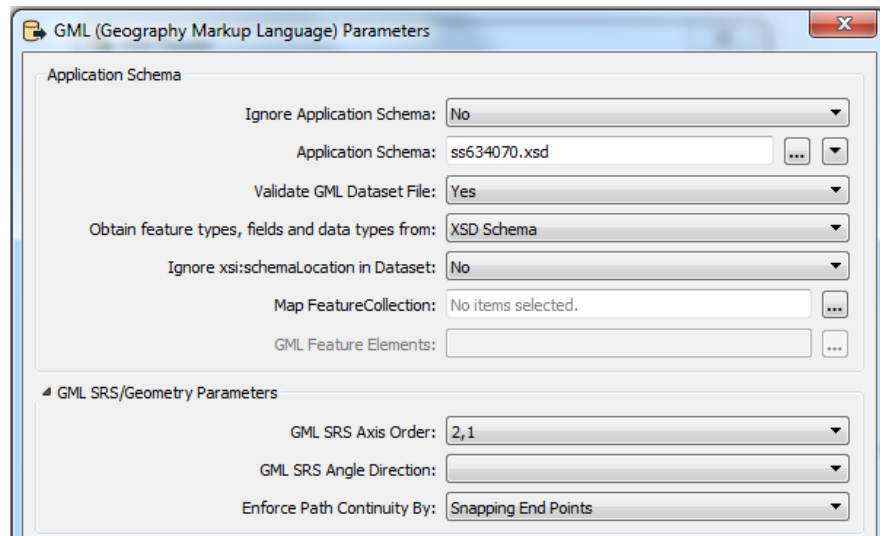 GML (Geography Markup Language) Parameters
Application Schema
Ignore Application Schema: No
Application Schema: ss634070.xsd ...
Validate GML Dataset File: Yes
Obtain feature types, fields and data types from: XSD Schema
Ignore xsi:schemaLocation in Dataset: No
Map FeatureCollection: No items selected. ...
GML Feature Elements: ...
GML SRS/Geometry Parameters
GML SRS Axis Order: 2,1
GML SRS Angle Direction:
Enforce Path Continuity By: Snapping End Points